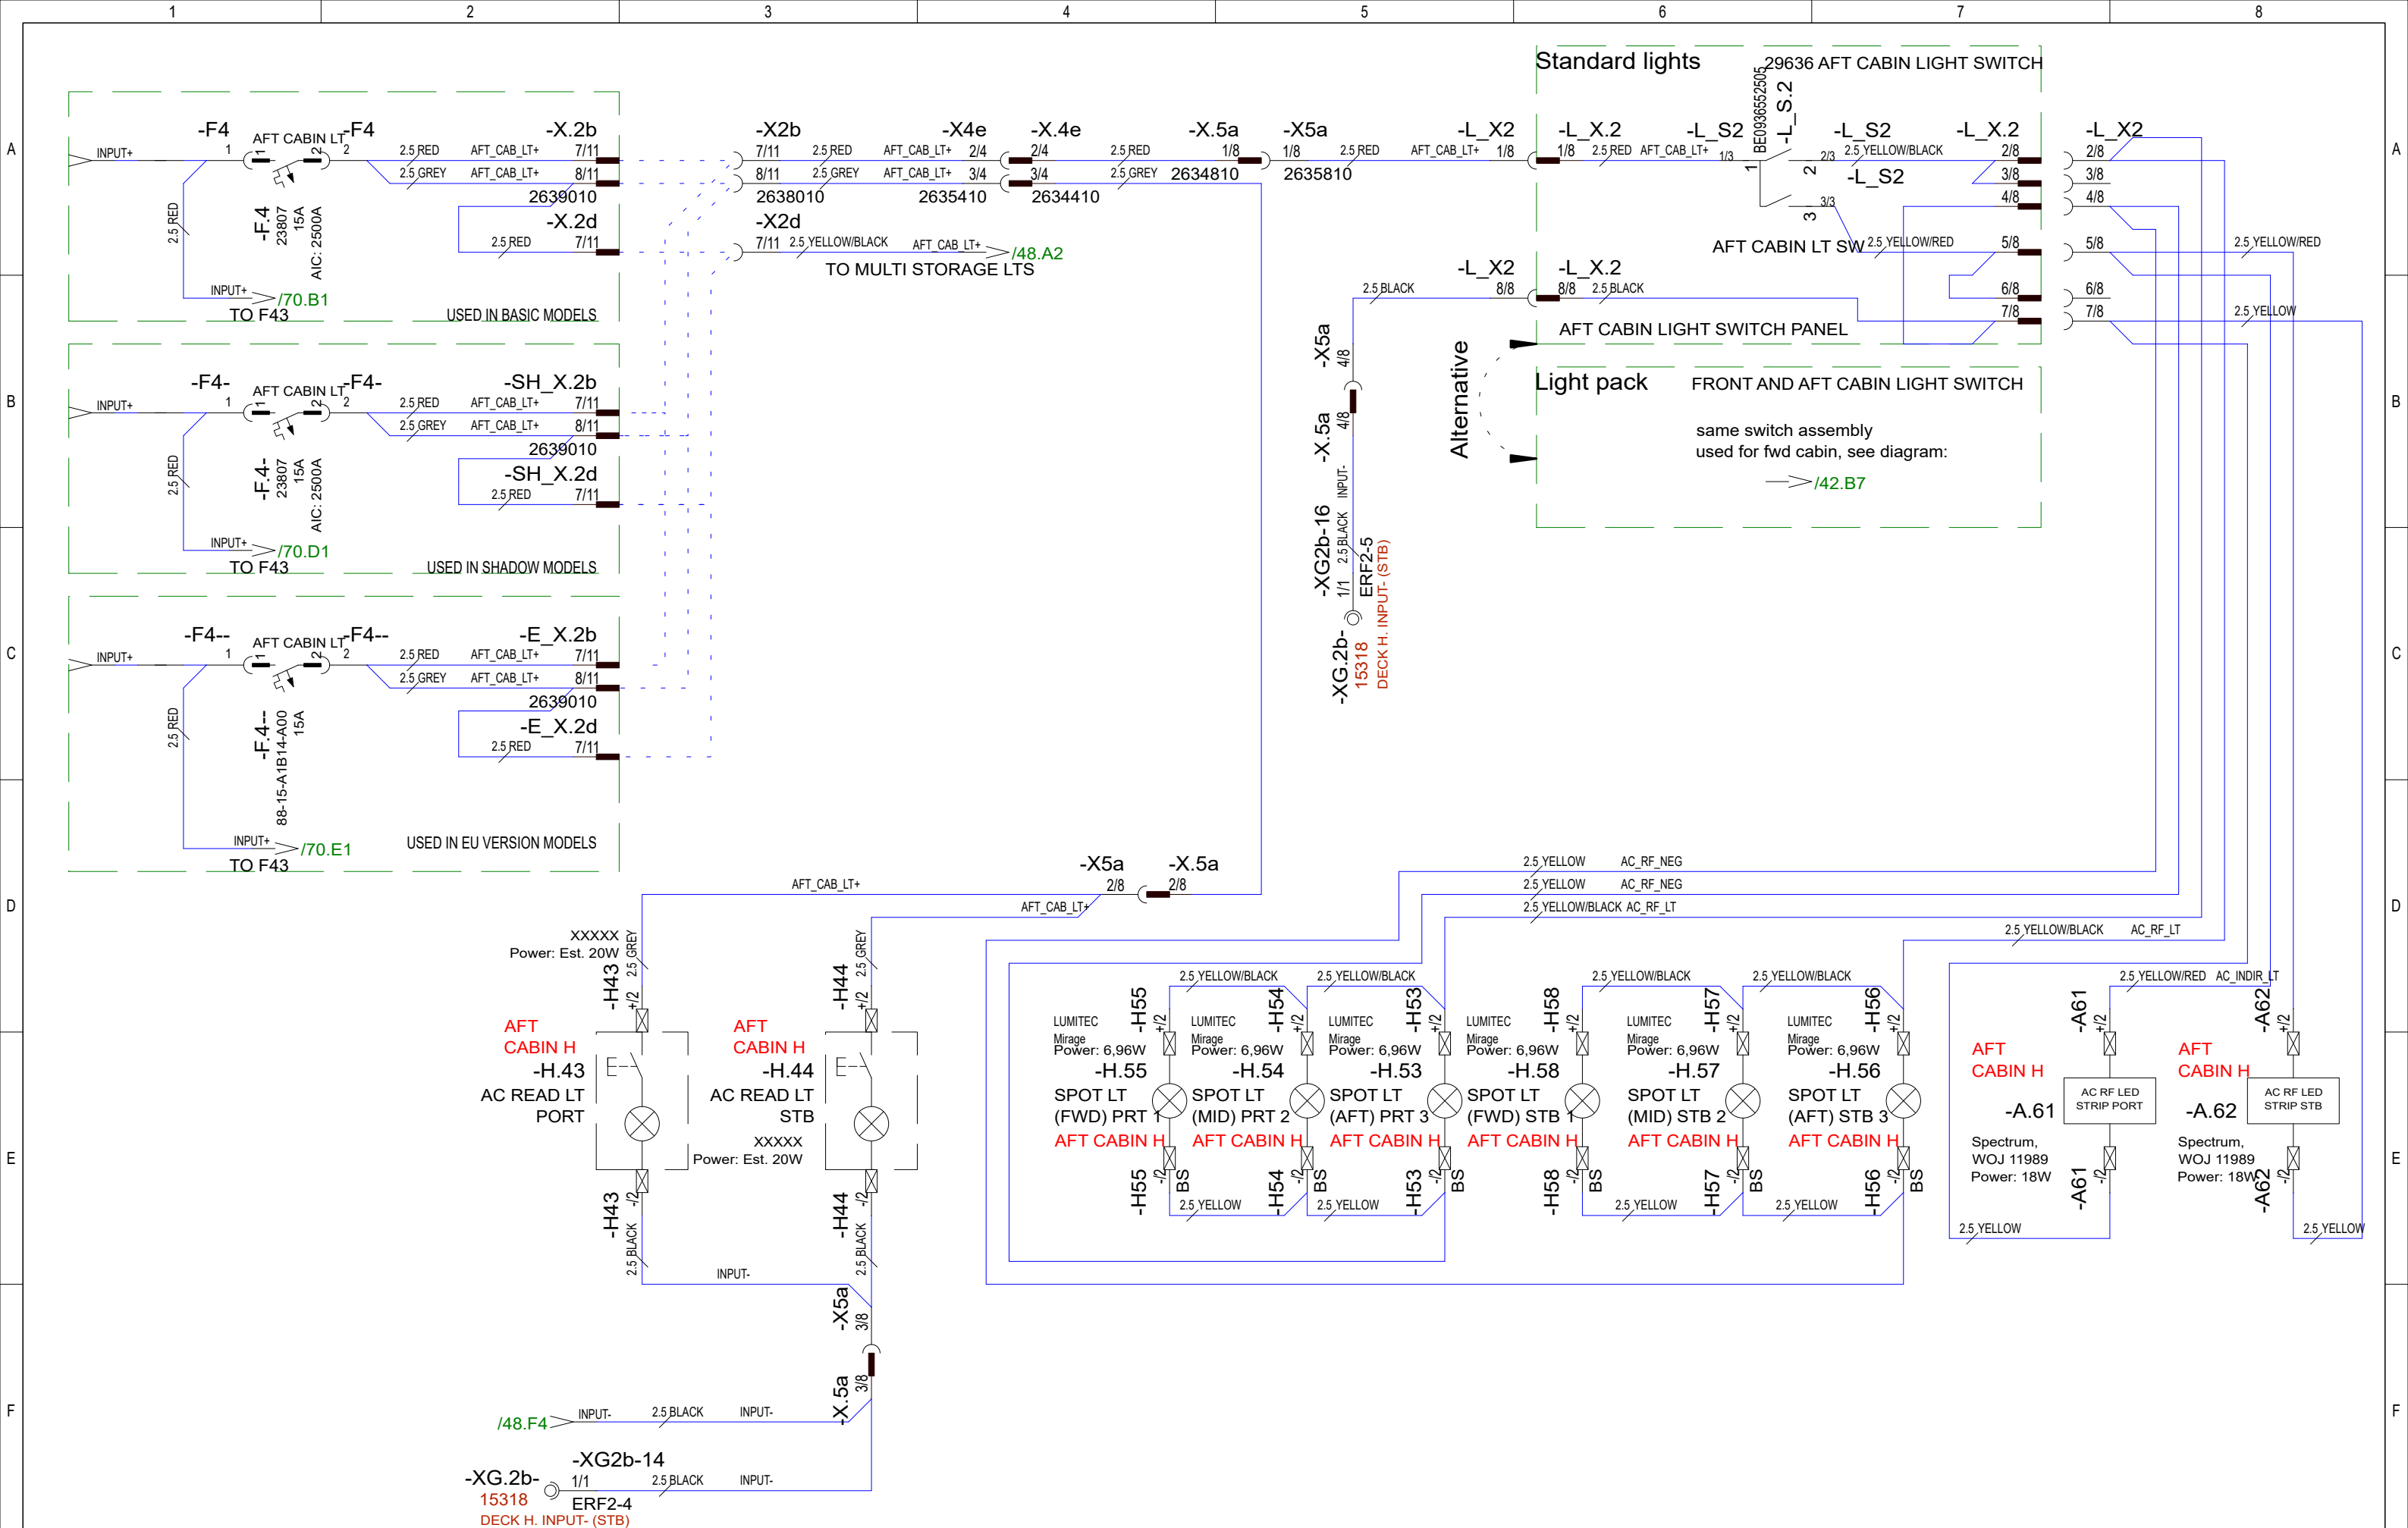 1 2 3 4 5 6 7 8
A
Standard lights 29636 AFT CABIN LIGHT SWITCH
BE0936552505
-L_S.2
-F4 AFT CABIN LT -F4 -X.2b -X2b -X4e -X.4e -X.5a -X5a -L_X2 -L_X.2 -L_S2 -L_S2 -L_X.2 -L_X2
INPUT+ 1 1 2 2 2.5 RED AFT_CAB_LT+ 7/11 7/11 2.5 RED AFT_CAB_LT+ 2/4 2/4 2.5 RED 1/8 1/8 2.5 RED AFT_CAB_LT+ 1/8 1/8 2.5 RED AFT_CAB_LT+ 1/3 1 2 2/3 2.5 YELLOW/BLACK 2/8 2/8
2.5 GREY AFT_CAB_LT+ 8/11 8/11 2.5 GREY AFT_CAB_LT+ 3/4 3/4 2.5 GREY 2634810 2635810 -L_S2 3/8 3/8
2639010 2638010 2635410 2634410 3 3/3 4/8 4/8
2.5 RED
-F.4
23807
15A
AIC: 2500A
-X.2d -X2d
2.5 RED 7/11 7/11 2.5 YELLOW/BLACK AFT_CAB_LT+ /48.A2
TO MULTI STORAGE LTS
AFT CABIN LT SW 2.5 YELLOW/RED 5/8 5/8 2.5 YELLOW/RED
INPUT+ /70.B1
TO F43 USED IN BASIC MODELS
2.5 BLACK -L_X2 8/8 -L_X.2 8/8 2.5 BLACK 6/8 6/8
7/8 7/8 2.5 YELLOW
AFT CABIN LIGHT SWITCH PANEL
A
B
-F4- AFT CABIN LT -F4- -SH_X.2b
INPUT+ 1 1 2 2 2.5 RED AFT_CAB_LT+ 7/11
2.5 GREY AFT_CAB_LT+ 8/11
2639010
2.5 RED
-F.4-
23807
15A
AIC: 2500A
-SH_X.2d
2.5 RED 7/11
INPUT+ /70.D1
TO F43 USED IN SHADOW MODELS
-X5a
4/8
-X.5a
4/8
INPUT-
2.5 BLACK
-XG2b-16
1/1
ERF2-5
-XG.2b-
15318
DECK H. INPUT- (STB)
Alternative
Light pack FRONT AND AFT CABIN LIGHT SWITCH
same switch assembly
used for fwd cabin, see diagram:
/42.B7
B
C
-F4-- AFT CABIN LT -F4-- -E_X.2b
INPUT+ 1 1 2 2 2.5 RED AFT_CAB_LT+ 7/11
2.5 GREY AFT_CAB_LT+ 8/11
2639010
2.5 RED
-F.4--
88-15-A1B14-A00
15A
-E_X.2d
2.5 RED 7/11
INPUT+ /70.E1
TO F43 USED IN EU VERSION MODELS
C
D
-X5a -X.5a
AFT_CAB_LT+ 2/8 2/8
AFT_CAB_LT+
2.5 YELLOW AC_RF_NEG
2.5 YELLOW AC_RF_NEG
2.5 YELLOW/BLACK AC_RF_LT
2.5 YELLOW/BLACK AC_RF_LT
D
XXXXX
Power: Est. 20W
2.5 GREY
-H43
+/2
AFT
CABIN H
-H.43
AC READ LT
PORT
-H43
-/2
2.5 BLACK
2.5 GREY
-H44
+/2
AFT
CABIN H
-H.44
AC READ LT
STB
XXXXX
Power: Est. 20W
-H44
-/2
2.5 BLACK
2.5 YELLOW/BLACK 2.5 YELLOW/BLACK 2.5 YELLOW/BLACK 2.5 YELLOW/BLACK 2.5 YELLOW/RED AC_INDIR_LT
-H55
+/2
LUMITEC
Mirage
Power: 6,96W
-H.55
SPOT LT
(FWD) PRT 1
AFT CABIN H
-H55
-/2
BS
-H54
+/2
LUMITEC
Mirage
Power: 6,96W
-H.54
SPOT LT
(MID) PRT 2
AFT CABIN H
-H54
-/2
BS
-H53
+/2
LUMITEC
Mirage
Power: 6,96W
-H.53
SPOT LT
(AFT) PRT 3
AFT CABIN H
-H53
-/2
BS
-H58
+/2
LUMITEC
Mirage
Power: 6,96W
-H.58
SPOT LT
(FWD) STB 1
AFT CABIN H
-H58
-/2
BS
-H57
+/2
LUMITEC
Mirage
Power: 6,96W
-H.57
SPOT LT
(MID) STB 2
AFT CABIN H
-H57
-/2
BS
-H56
+/2
LUMITEC
Mirage
Power: 6,96W
-H.56
SPOT LT
(AFT) STB 3
AFT CABIN H
-H56
-/2
BS
-A61
+/2
AFT
CABIN H
AC RF LED
STRIP PORT
-A.61
Spectrum,
WOJ 11989
Power: 18W
-A61
-/2
-A62
+/2
AFT
CABIN H
AC RF LED
STRIP STB
-A.62
Spectrum,
WOJ 11989
Power: 18W
-A62
-/2
2.5 YELLOW 2.5 YELLOW 2.5 YELLOW 2.5 YELLOW
2.5 YELLOW 2.5 YELLOW
E
E
INPUT-
-X5a
3/8
-X.5a
3/8
F
/48.F4 INPUT- 2.5 BLACK INPUT-
-XG2b-14
-XG.2b- 1/1 2.5 BLACK INPUT-
15318 ERF2-4
DECK H. INPUT- (STB)
F